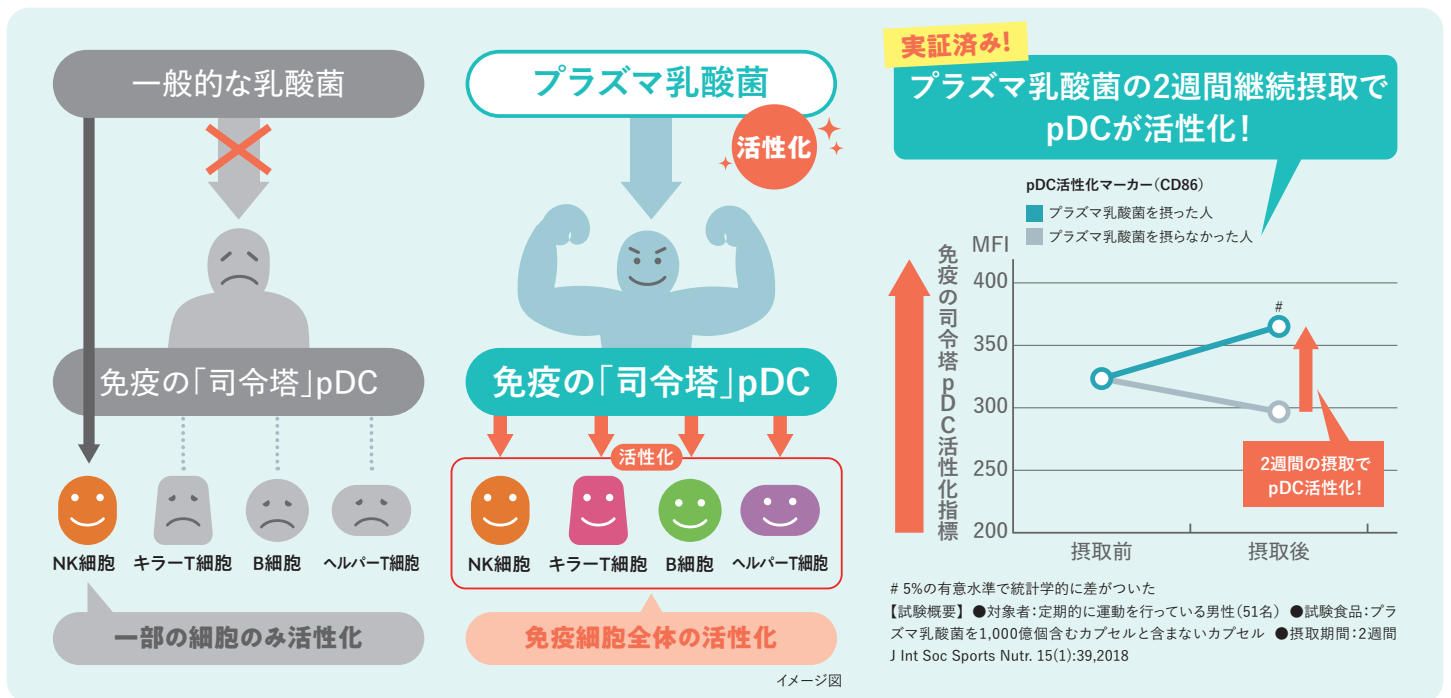 一般的な乳酸菌
免疫の「司令塔」pDC
NK細胞
キラーT細胞
B細胞
ヘルパーT細胞
一部の細胞のみ活性化
プラズマ乳酸菌
活性化
免疫の「司令塔」pDC
活性化
NK細胞
キラーT細胞
B細胞
ヘルパーT細胞
免疫細胞全体の活性化
イメージ図
実証済み!
プラズマ乳酸菌の2週間継続摂取で
pDCが活性化!
pDC活性化マーカー(CD86)
プラズマ乳酸菌を摂った人
プラズマ乳酸菌を摂らなかった人
免疫の司令塔pDC活性化指標
MFI
400
350
300
250
200
#
2週間の摂取で
pDC活性化!
摂取前
摂取後
# 5%の有意水準で統計学的に差がついた
【試験概要】 ●対象者:定期的に運動を行っている男性(51名) ●試験食品:プラ
ズマ乳酸菌を1,000億個含むカプセルと含まないカプセル ●摂取期間:2週間
J Int Soc Sports Nutr. 15(1):39,2018